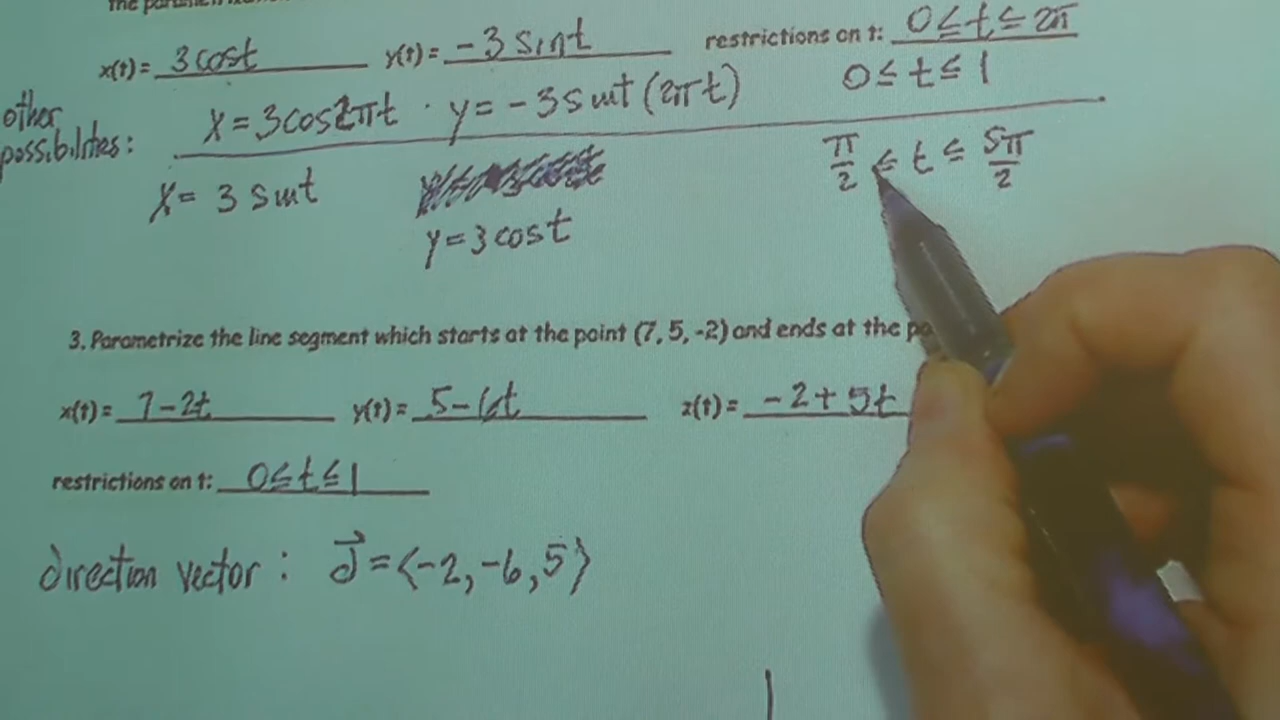 x(t) = 3cost y(t) = -3 sint restrictions on t: 0 ≤ t ≤ 2π
other possibilites: x = 3cos2πt · y = -3 sint (2πt) 0 ≤ t ≤ 1
x = 3 sint π/2 ≤ t ≤ 5π/2
y = 3 cost
3. Parametrize the line segment which starts at the point (7, 5, -2) and ends at the
x(t) = 7-2t y(t) = 5-6t z(t) = -2+5t
restrictions on t: 0 ≤ t ≤ 1
direction vector : d = ⟨-2, -6, 5⟩